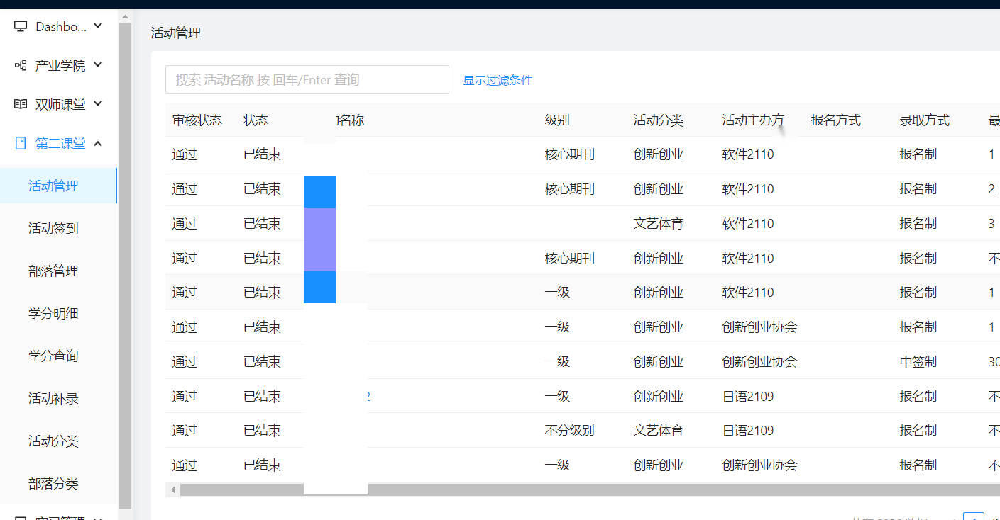 Dashbo...
产业学院
双师课堂
第二课堂
活动管理
活动签到
部落管理
学分明细
学分查询
活动补录
活动分类
部落分类
活动管理
搜索 活动名称 按 回车/Enter 查询 显示过滤条件
审核状态 状态 名称 级别 活动分类 活动主办方 报名方式 录取方式 最
通过 已结束 核心期刊 创新创业 软件2110 报名制 1
通过 已结束 核心期刊 创新创业 软件2110 报名制 2
通过 已结束 文艺体育 软件2110 报名制 3
通过 已结束 核心期刊 创新创业 软件2110 报名制 不
通过 已结束 一级 创新创业 软件2110 报名制 1
通过 已结束 一级 创新创业 创新创业协会 报名制 1
通过 已结束 一级 创新创业 创新创业协会 中签制 30
通过 已结束 2 一级 创新创业 日语2109 报名制 不
通过 已结束 不分级别 文艺体育 日语2109 报名制 不
通过 已结束 一级 创新创业 创新创业协会 报名制 不